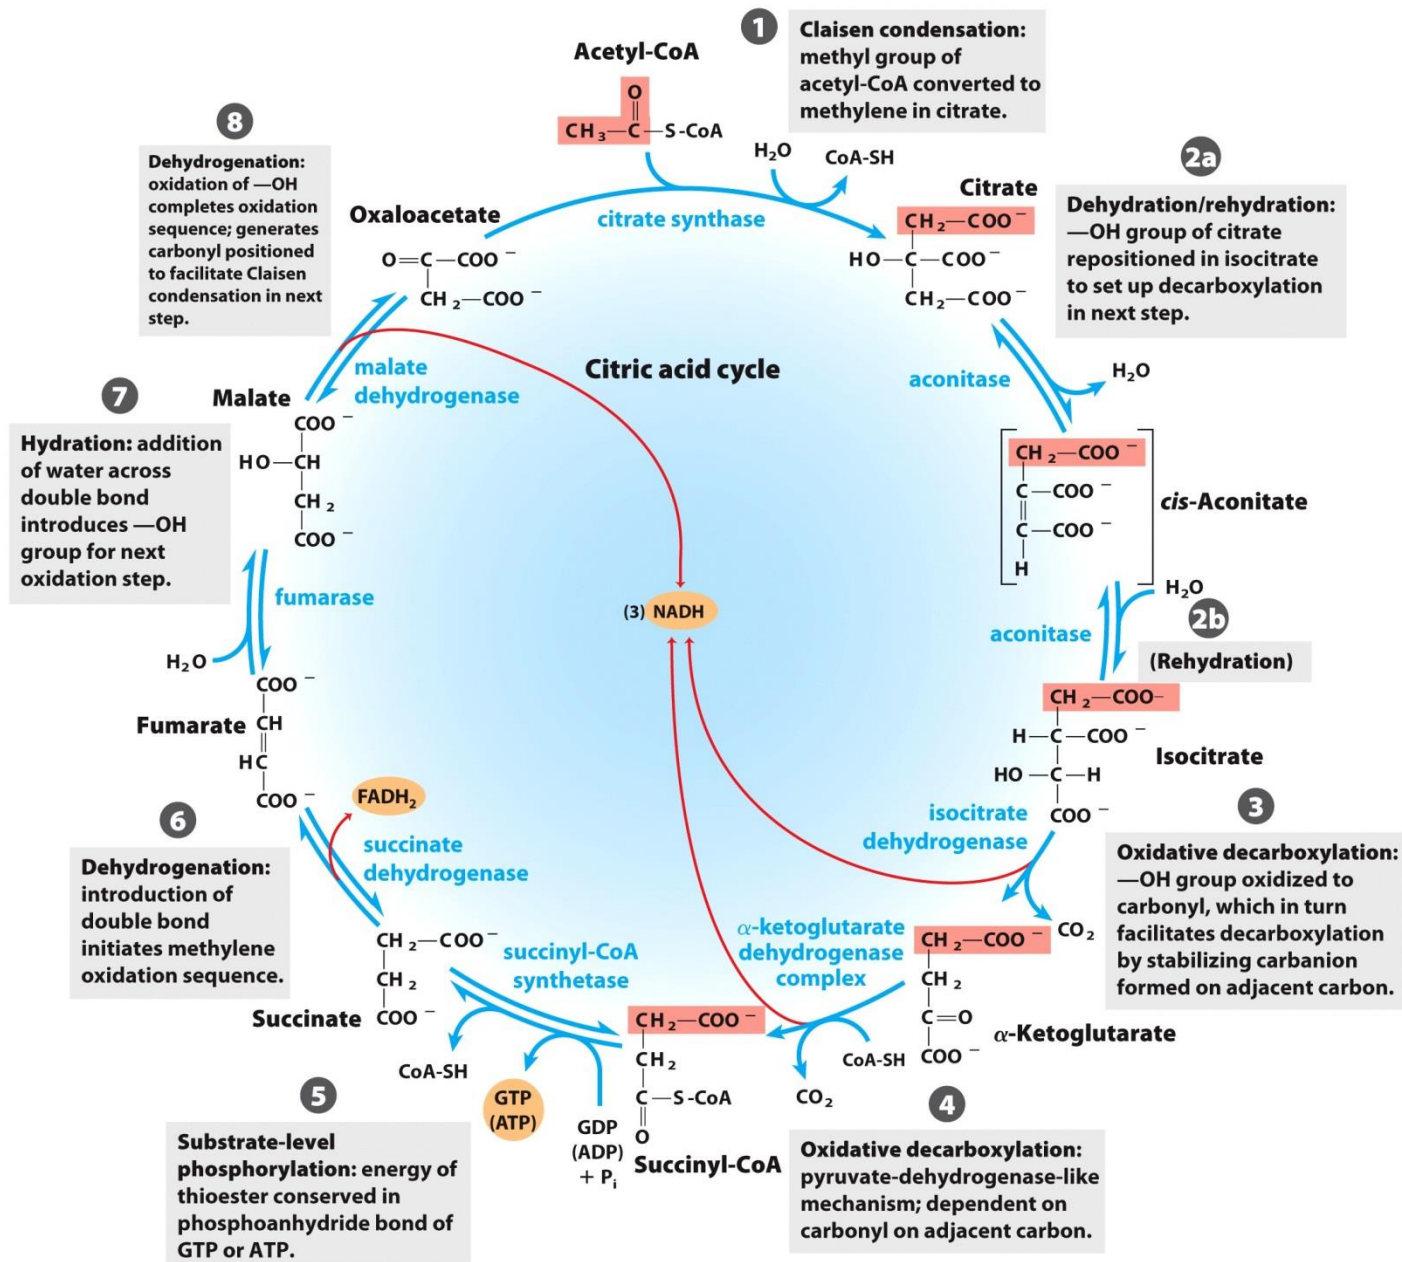 1
Claisen condensation:
methyl group of
acetyl-CoA converted to
methylene in citrate.
Acetyl-CoA
O
CH₃—C—S-CoA
H₂O
CoA-SH
citrate synthase
8
Dehydrogenation:
oxidation of —OH
completes oxidation
sequence; generates
carbonyl positioned
to facilitate Claisen
condensation in next
step.
Oxaloacetate
O=C—COO⁻
CH₂—COO⁻
Citrate
CH₂—COO⁻
HO—C—COO⁻
CH₂—COO⁻
2a
Dehydration/rehydration:
—OH group of citrate
repositioned in isocitrate
to set up decarboxylation
in next step.
Citric acid cycle
aconitase
H₂O
malate
dehydrogenase
7
Hydration: addition
of water across
double bond
introduces —OH
group for next
oxidation step.
Malate
COO⁻
HO—CH
CH₂
COO⁻
CH₂—COO⁻
C—COO⁻
C—COO⁻
H
cis-Aconitate
fumarase
H₂O
(3) NADH
aconitase
H₂O
2b
(Rehydration)
Fumarate
COO⁻
CH
HC
COO⁻
CH₂—COO⁻
H—C—COO⁻
HO—C—H
COO⁻
Isocitrate
FADH₂
6
Dehydrogenation:
introduction of
double bond
initiates methylene
oxidation sequence.
succinate
dehydrogenase
isocitrate
dehydrogenase
3
Oxidative decarboxylation:
—OH group oxidized to
carbonyl, which in turn
facilitates decarboxylation
by stabilizing carbanion
formed on adjacent carbon.
CO₂
α-ketoglutarate
dehydrogenase
complex
CH₂—COO⁻
CH₂
C=O
COO⁻
α-Ketoglutarate
succinyl-CoA
synthetase
CH₂—COO⁻
CH₂
COO⁻
Succinate
CoA-SH
GTP
(ATP)
GDP
(ADP)
+ Pᵢ
CH₂—COO⁻
CH₂
C—S-CoA
O
Succinyl-CoA
CoA-SH
CO₂
5
Substrate-level
phosphorylation: energy of
thioester conserved in
phosphoanhydride bond of
GTP or ATP.
4
Oxidative decarboxylation:
pyruvate-dehydrogenase-like
mechanism; dependent on
carbonyl on adjacent carbon.